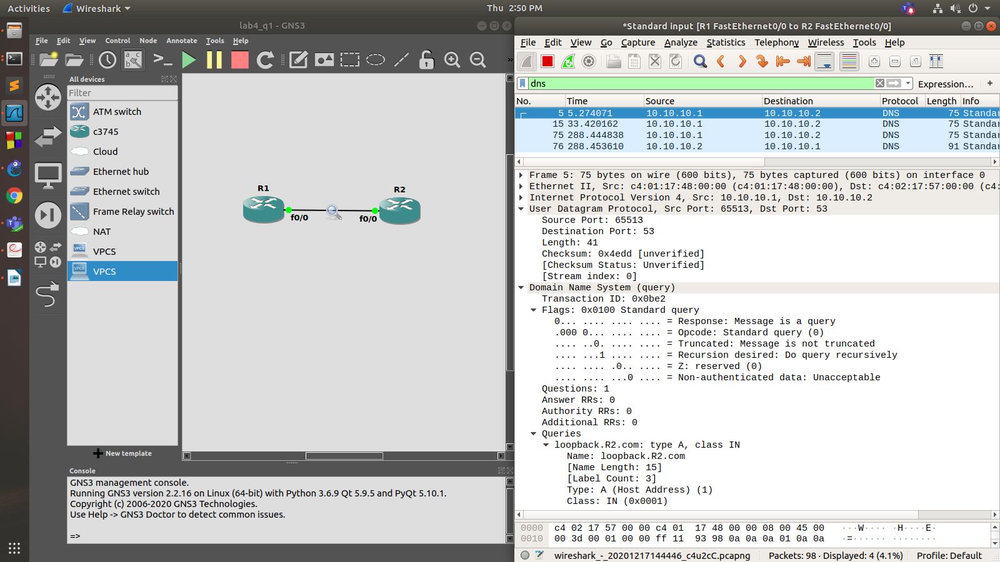 Activities Wireshark Thu 2:50 PM
lab4_q1 - GNS3
File Edit View Control Node Annotate Tools Help
All devices
Filter
ATM switch
c3745
Cloud
Ethernet hub
Ethernet switch
Frame Relay switch
NAT
VPCS
VPCS
New template
R1
R2
f0/0
f0/0
Console
GNS3 management console.
Running GNS3 version 2.2.16 on Linux (64-bit) with Python 3.6.9 Qt 5.9.5 and PyQt 5.10.1.
Copyright (c) 2006-2020 GNS3 Technologies.
Use Help -> GNS3 Doctor to detect common issues.
=>
*Standard input [R1 FastEthernet0/0 to R2 FastEthernet0/0]
File Edit View Go Capture Analyze Statistics Telephony Wireless Tools Help
dns Expression… +
No. Time Source Destination Protocol Length Info
5 5.274071 10.10.10.1 10.10.10.2 DNS 75 Standar
15 33.420162 10.10.10.1 10.10.10.2 DNS 75 Standar
75 288.444838 10.10.10.1 10.10.10.2 DNS 75 Standar
76 288.453610 10.10.10.2 10.10.10.1 DNS 91 Standar
Frame 5: 75 bytes on wire (600 bits), 75 bytes captured (600 bits) on interface 0
Ethernet II, Src: c4:01:17:48:00:00 (c4:01:17:48:00:00), Dst: c4:02:17:57:00:00 (c4:
Internet Protocol Version 4, Src: 10.10.10.1, Dst: 10.10.10.2
User Datagram Protocol, Src Port: 65513, Dst Port: 53
Source Port: 65513
Destination Port: 53
Length: 41
Checksum: 0x4edd [unverified]
[Checksum Status: Unverified]
[Stream index: 0]
Domain Name System (query)
Transaction ID: 0x0be2
Flags: 0x0100 Standard query
0... .... .... .... = Response: Message is a query
.000 0... .... .... = Opcode: Standard query (0)
.... ..0. .... .... = Truncated: Message is not truncated
.... ...1 .... .... = Recursion desired: Do query recursively
.... .... .0.. .... = Z: reserved (0)
.... .... ...0 .... = Non-authenticated data: Unacceptable
Questions: 1
Answer RRs: 0
Authority RRs: 0
Additional RRs: 0
Queries
loopback.R2.com: type A, class IN
Name: loopback.R2.com
[Name Length: 15]
[Label Count: 3]
Type: A (Host Address) (1)
Class: IN (0x0001)
0000 c4 02 17 57 00 00 c4 01 17 48 00 00 08 00 45 00 ···W···· ·H····E·
0010 00 3d 00 01 00 00 ff 11 93 98 0a 0a 0a 01 0a 0a ·=······ ········
wireshark_-_20201217144446_c4u2cC.pcapng Packets: 98 · Displayed: 4 (4.1%) Profile: Default